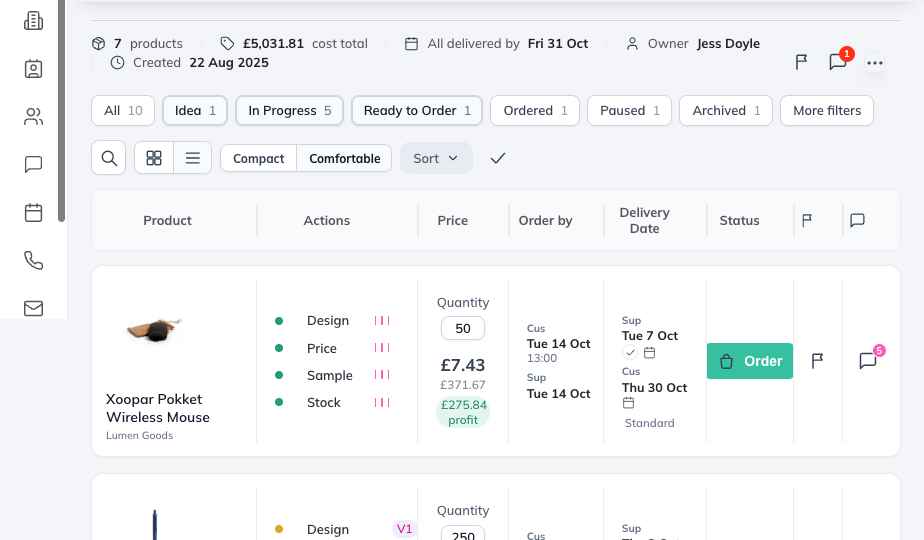 7 products £5,031.81 cost total All delivered by Fri 31 Oct Owner Jess Doyle
Created 22 Aug 2025
1
All 10 Idea 1 In Progress 5 Ready to Order 1 Ordered 1 Paused 1 Archived 1 More filters
Compact Comfortable Sort
Product Actions Price Order by Delivery Date Status
Design
Price
Sample
Stock
Quantity
50
£7.43
£371.67
£275.84
profit
Cus
Tue 14 Oct
13:00
Sup
Tue 14 Oct
Sup
Tue 7 Oct
Cus
Thu 30 Oct
Standard
Order
5
Xoopar Pokket
Wireless Mouse
Lumen Goods
Design V1
Quantity
250
Cus
Sup